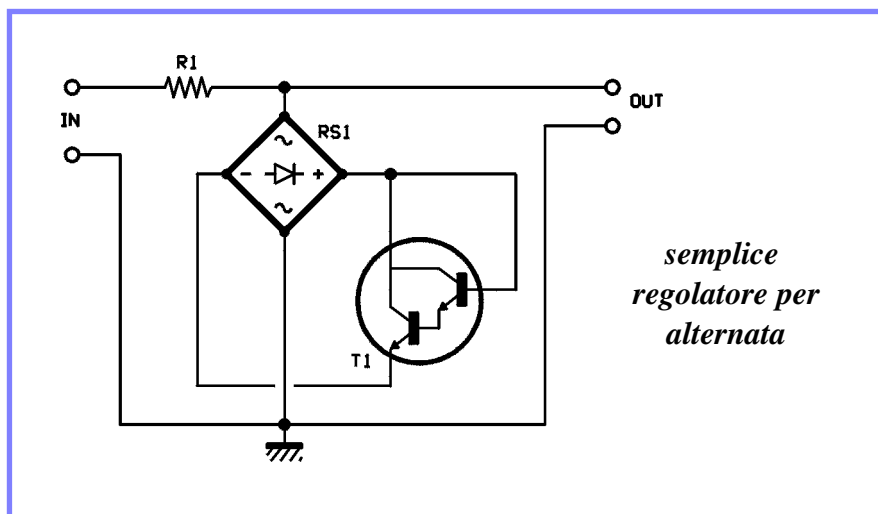 R1
IN
OUT
RS1
~
- +
~
T1
semplice
regolatore per
alternata